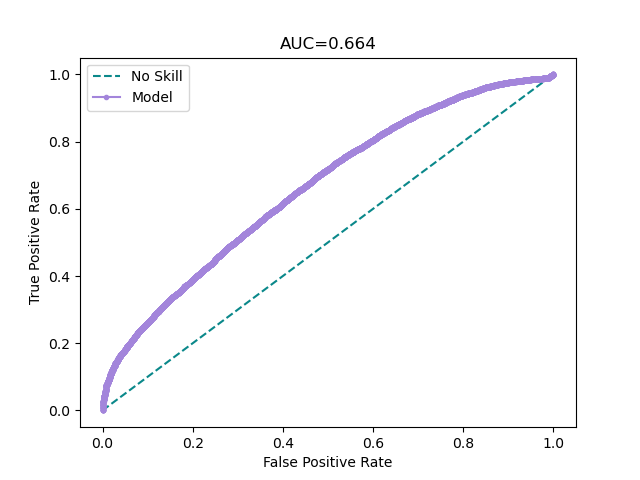 AUC=0.664
No Skill
Model
True Positive Rate
1.0
0.8
0.6
0.4
0.2
0.0
0.0 0.2 0.4 0.6 0.8 1.0
False Positive Rate